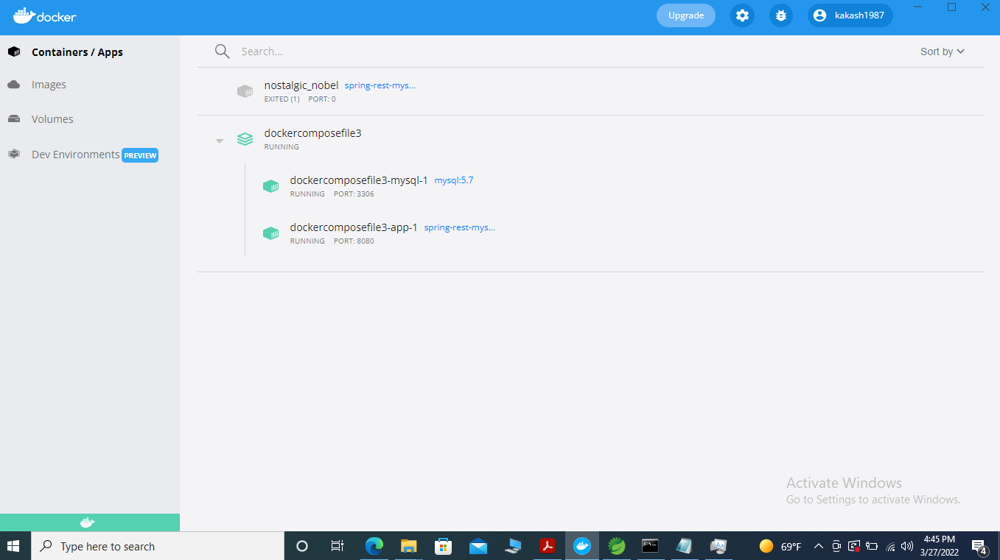 docker
Upgrade
kakash1987
Containers / Apps
Images
Volumes
Dev Environments PREVIEW
Search...
Sort by
nostalgic_nobel spring-rest-mys...
EXITED (1) PORT: 0
dockercomposefile3
RUNNING
dockercomposefile3-mysql-1 mysql:5.7
RUNNING PORT: 3306
dockercomposefile3-app-1 spring-rest-mys...
RUNNING PORT: 8080
Activate Windows
Go to Settings to activate Windows.
Type here to search
69°F
4:45 PM
3/27/2022
4